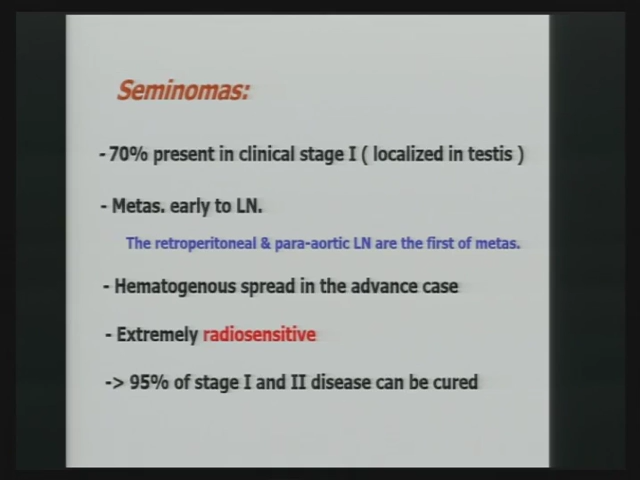 Seminomas:
- 70% present in clinical stage I ( localized in testis )
- Metas. early to LN.
The retroperitoneal & para-aortic LN are the first of metas.
- Hematogenous spread in the advance case
- Extremely radiosensitive
-> 95% of stage I and II disease can be cured